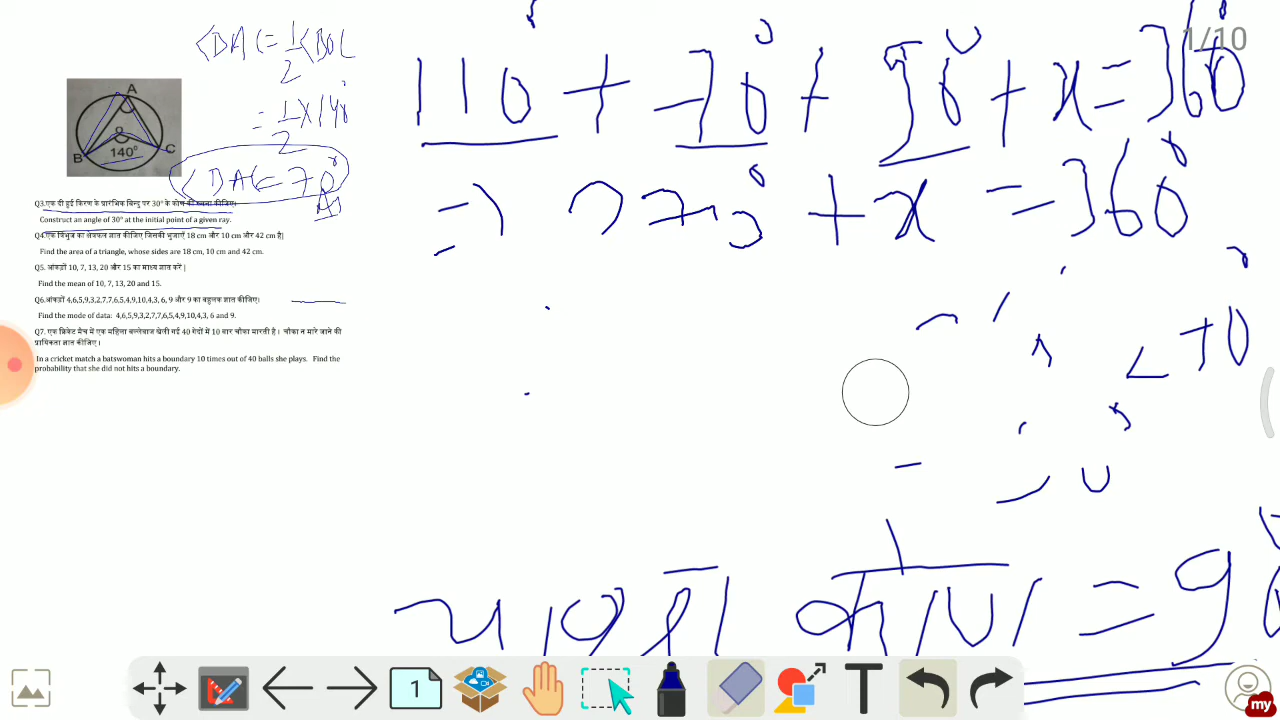 <BAC = 1/2 <BOC
= 1/2 × 140°
<BAC = 70°
A
B
C
140°
Q3.एक दी हुई किरण के प्रारंभिक बिन्दु पर 30° के कोण की रचना कीजिए।
Construct an angle of 30° at the initial point of a given ray.
Q4.एक त्रिभुज का क्षेत्रफल ज्ञात कीजिए जिसकी भुजाएँ 18 cm और 10 cm और 42 cm है|
Find the area of a triangle, whose sides are 18 cm, 10 cm and 42 cm.
Q5. आंकड़ों 10, 7, 13, 20 और 15 का माध्य ज्ञात करें |
Find the mean of 10, 7, 13, 20 and 15.
Q6.आंकड़ों 4,6,5,9,3,2,7,7,6,5,4,9,10,4,3, 6, 9 और 9 का बहुलक ज्ञात कीजिए।
Find the mode of data: 4,6,5,9,3,2,7,7,6,5,4,9,10,4,3, 6 and 9.
Q7. एक क्रिकेट मैच में एक महिला बल्लेबाज खेली गई 40 गेंदों में 10 बार चौका मारती है। चौका न मारे जाने की
प्रायिकता ज्ञात कीजिए।
In a cricket match a batswoman hits a boundary 10 times out of 40 balls she plays. Find the
probability that she did not hits a boundary.
1/10
110° + 70° + 90° + x = 360°
⇒ 270° + x = 360°
चौथा कोण = 90°
1
my